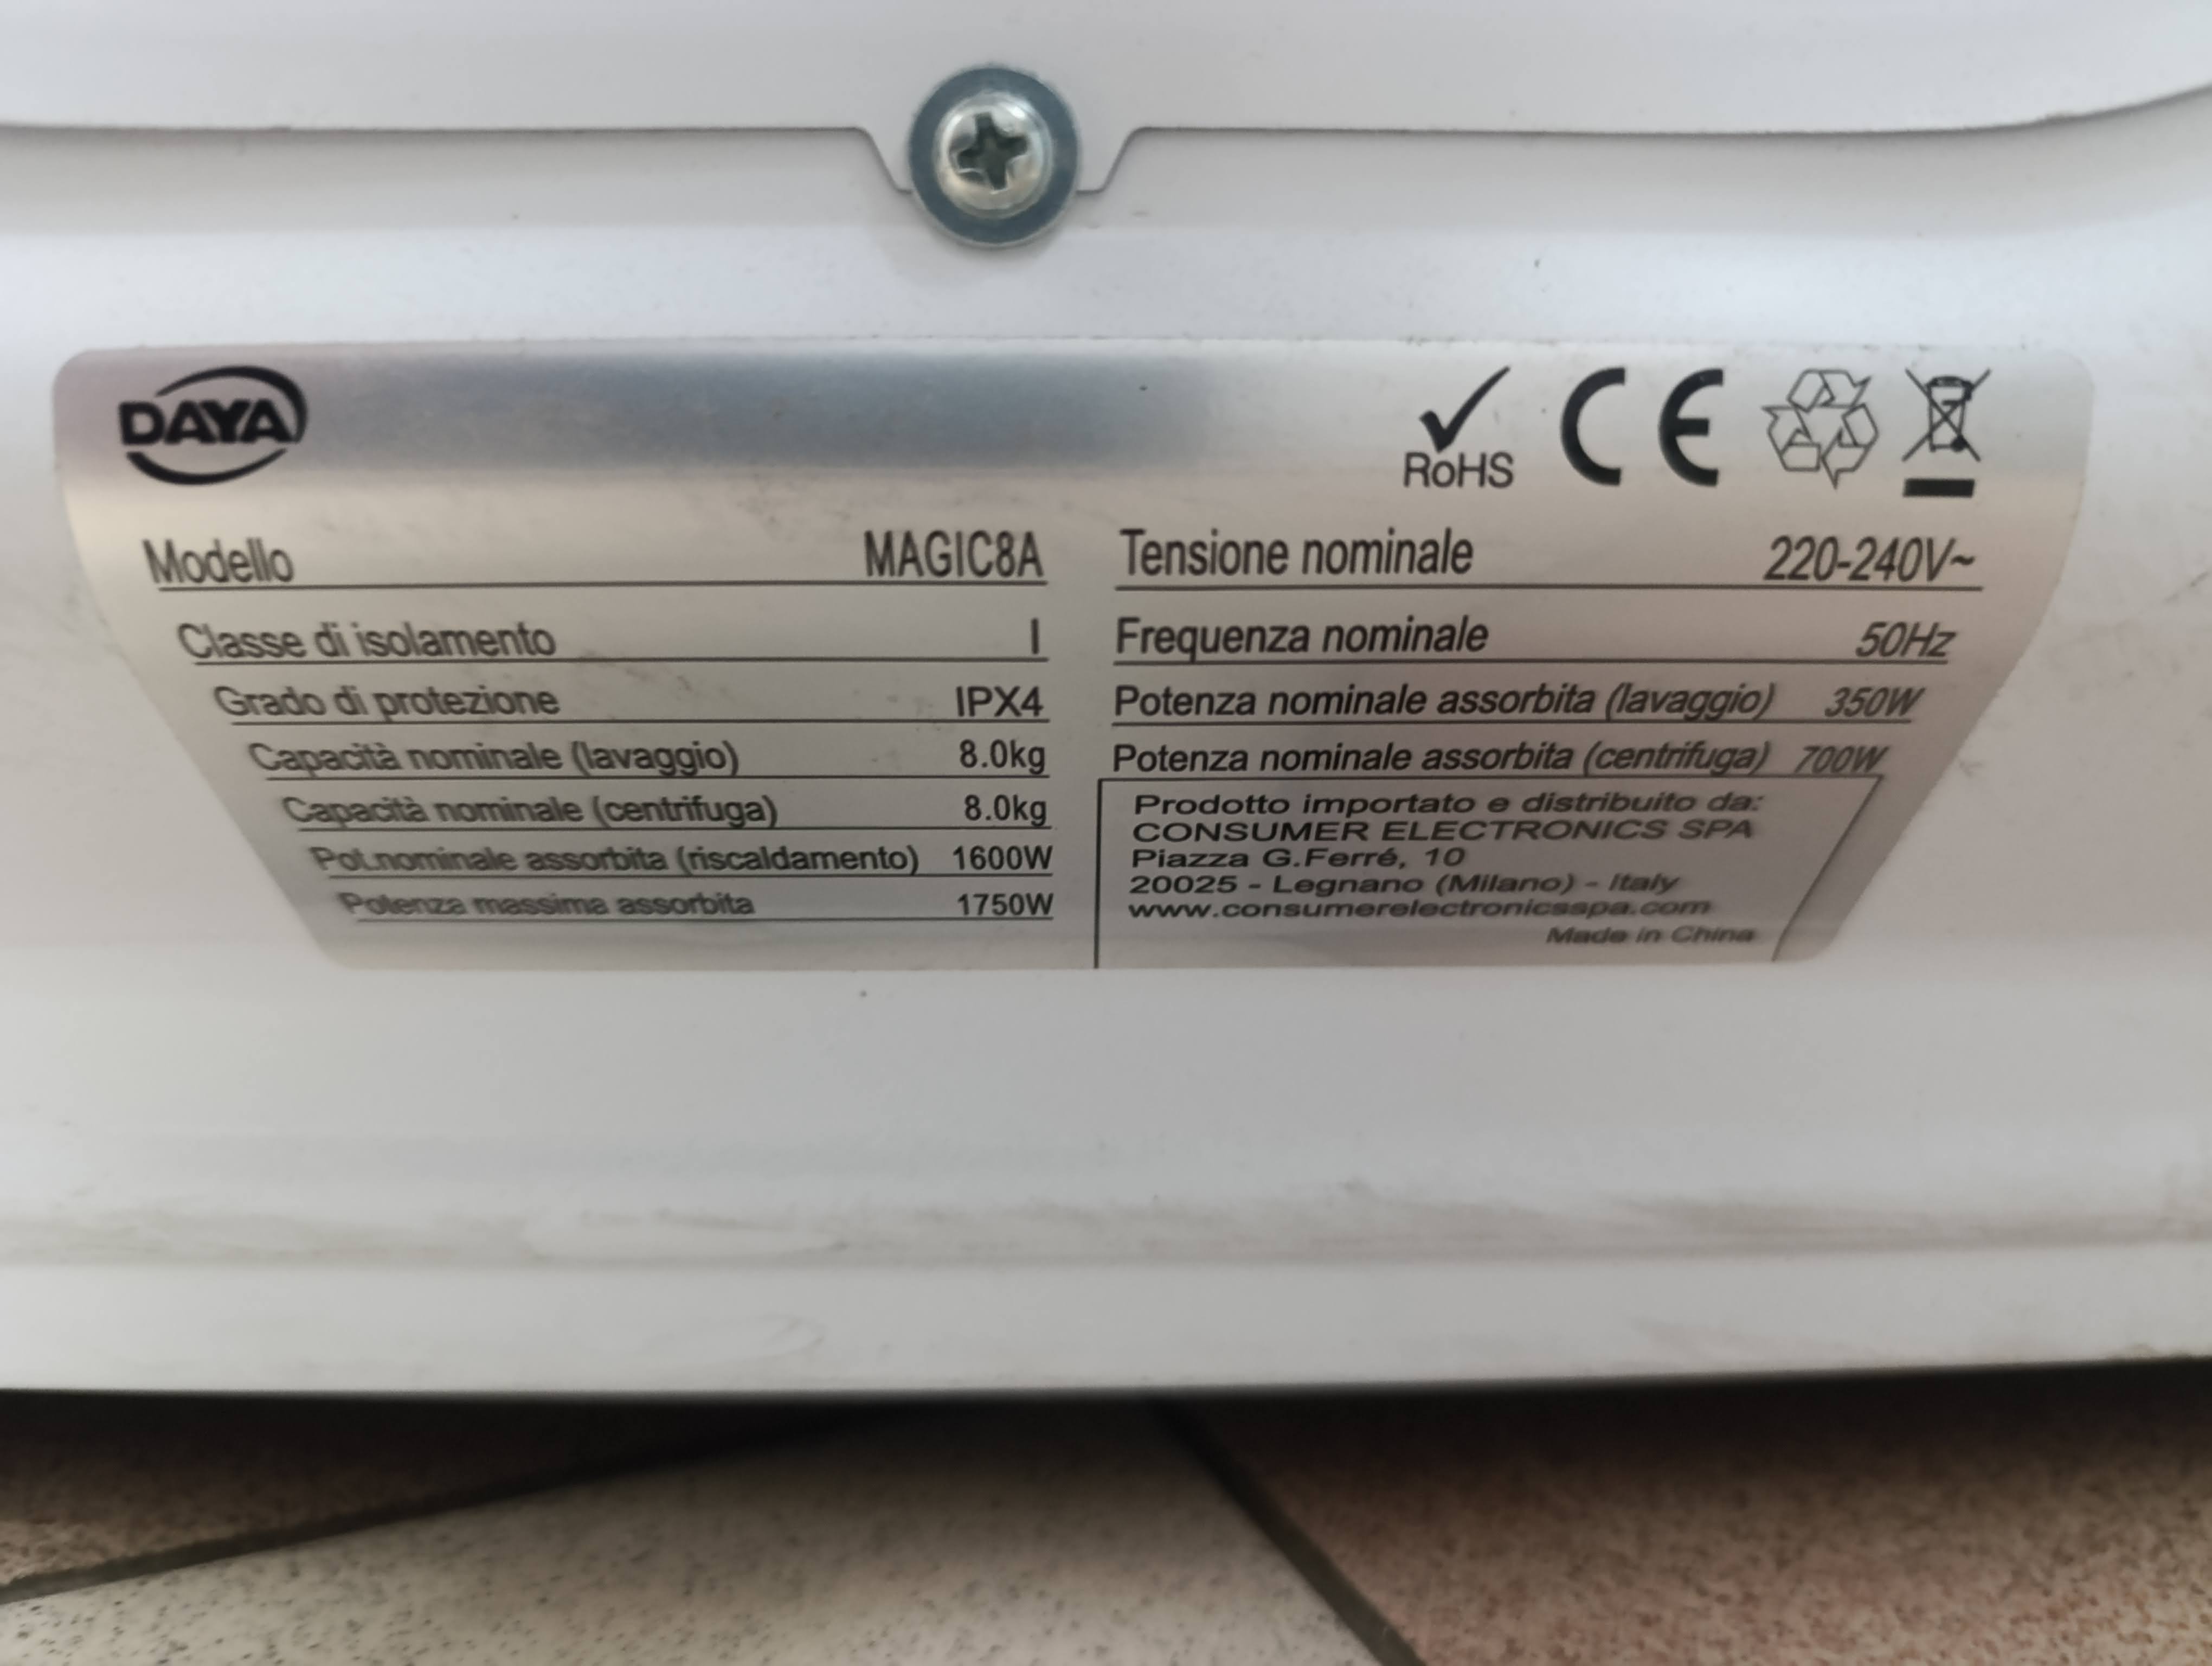 DAYA
RoHS CE
Modello MAGIC8A
Classe di isolamento I
Grado di protezione IPX4
Capacità nominale (lavaggio) 8.0kg
Capacità nominale (centrifuga) 8.0kg
Pot.nominale assorbita (riscaldamento) 1600W
Potenza massima assorbita 1750W
Tensione nominale 220-240V~
Frequenza nominale 50Hz
Potenza nominale assorbita (lavaggio) 350W
Potenza nominale assorbita (centrifuga) 700W
Prodotto importato e distribuito da:
CONSUMER ELECTRONICS SPA
Piazza G.Ferré, 10
20025 - Legnano (Milano) - Italy
www.consumerelectronicsspa.com
Made in China